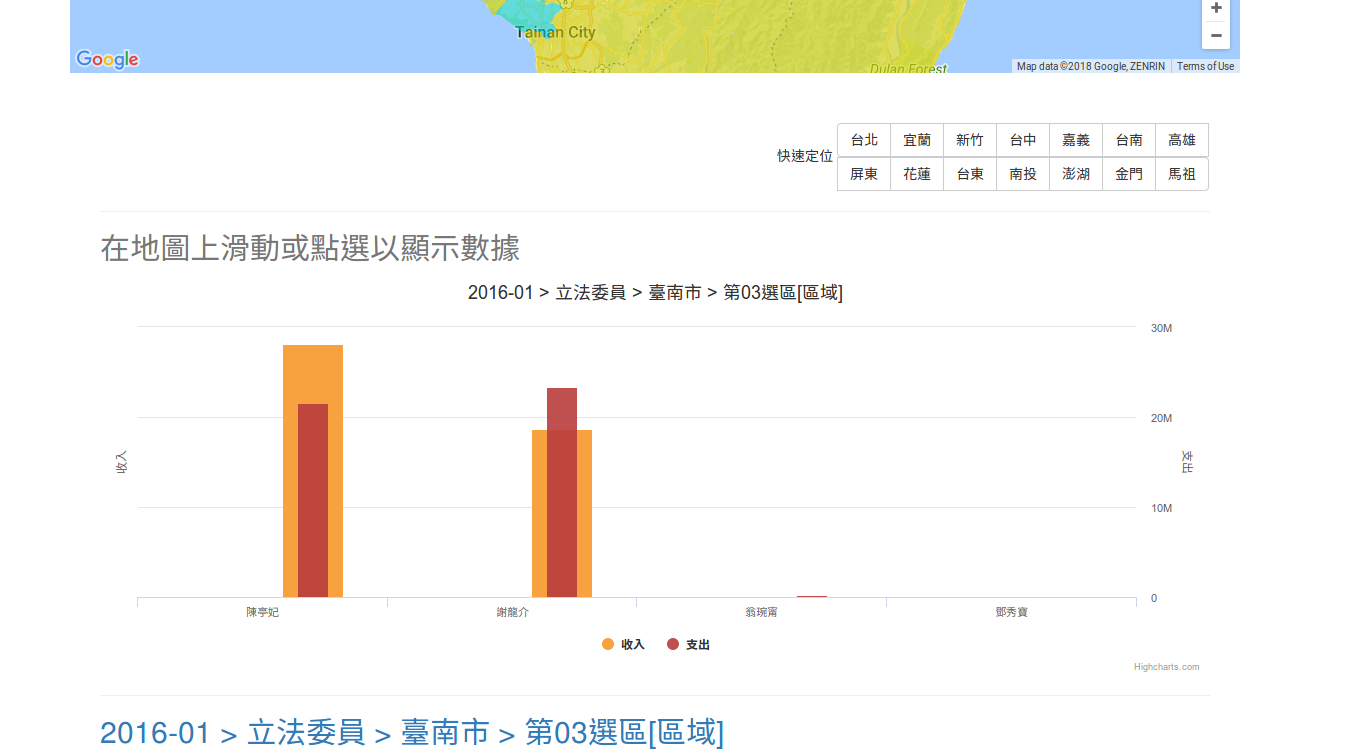 +
Tainan City
−
Google
Dulan Forest
Map data ©2018 Google, ZENRIN
Terms of Use
快速定位
台北 宜蘭 新竹 台中 嘉義 台南 高雄
屏東 花蓮 台東 南投 澎湖 金門 馬祖
在地圖上滑動或點選以顯示數據
2016-01 > 立法委員 > 臺南市 > 第03選區[區域]
30M
20M
收入
支出
10M
0
陳亭妃 謝龍介 翁琬甯 鄧秀寶
收入 支出
Highcharts.com
2016-01 > 立法委員 > 臺南市 > 第03選區[區域]